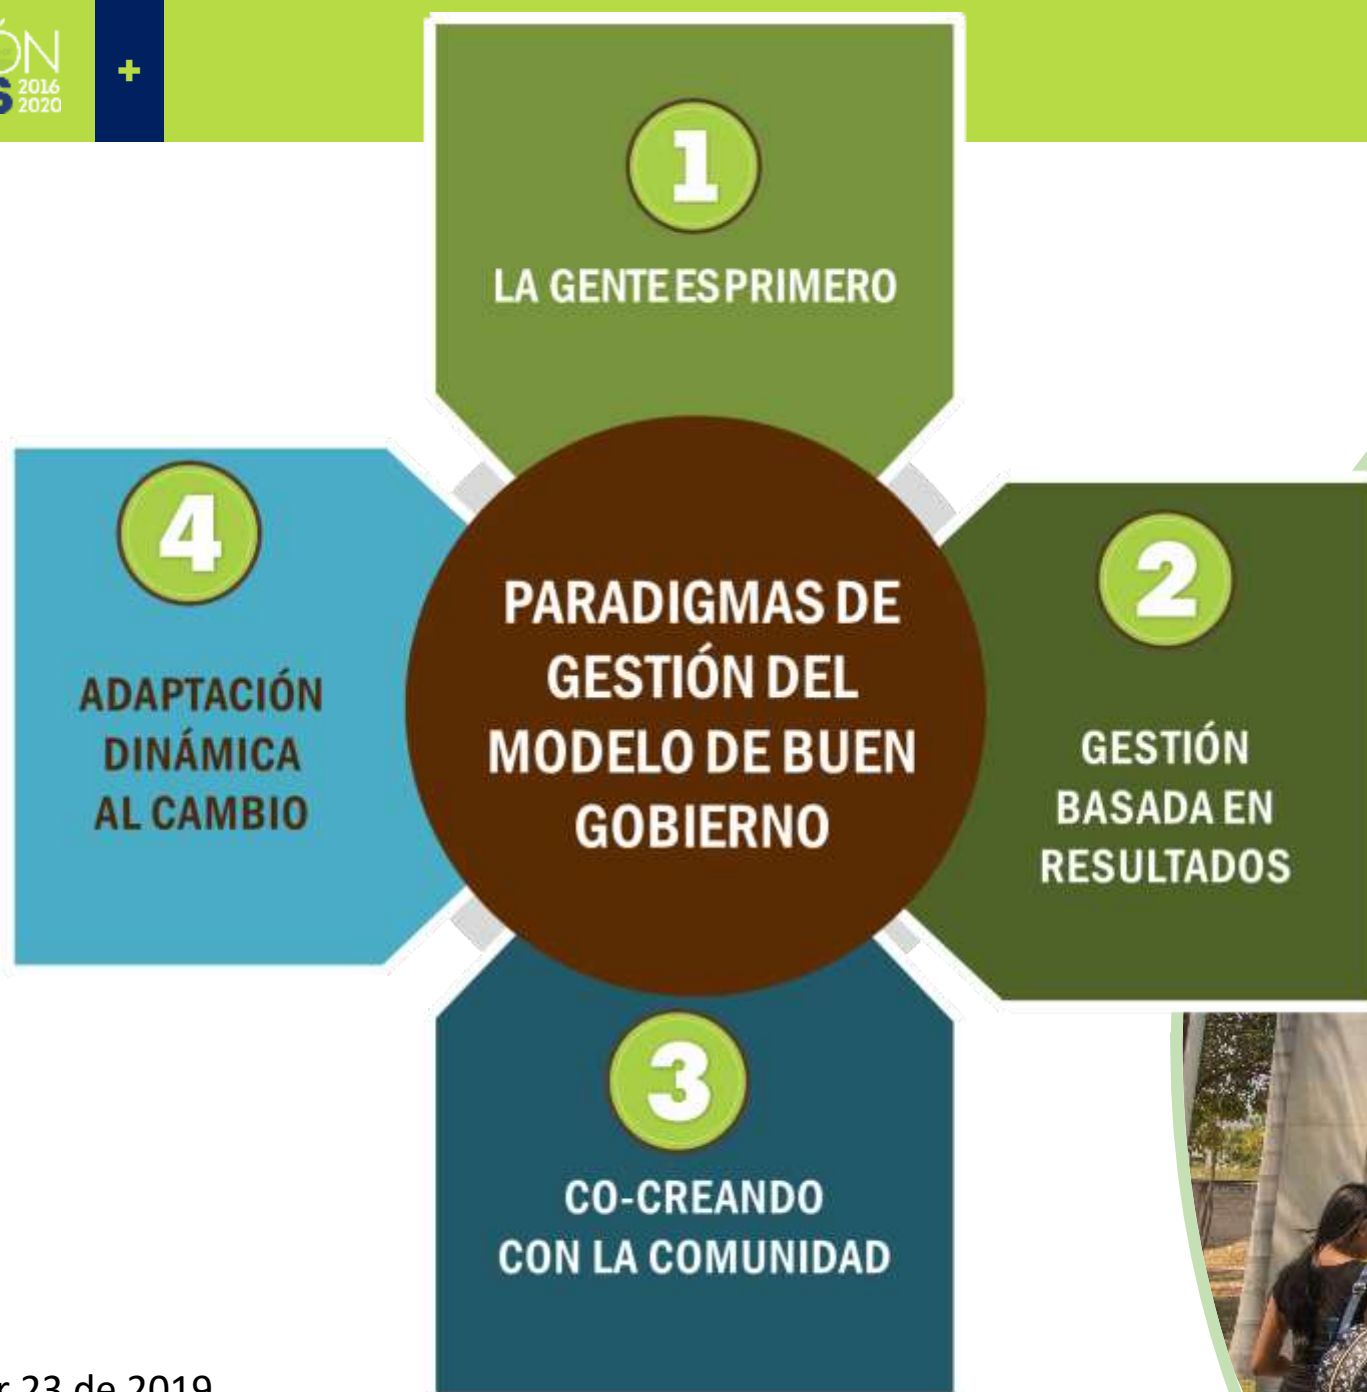 2016
2020
+
1
LA GENTE ES PRIMERO
4
ADAPTACIÓN
DINÁMICA
AL CAMBIO
PARADIGMAS DE
GESTIÓN DEL
MODELO DE BUEN
GOBIERNO
2
GESTIÓN
BASADA EN
RESULTADOS
3
CO-CREANDO
CON LA COMUNIDAD
23 de 2019